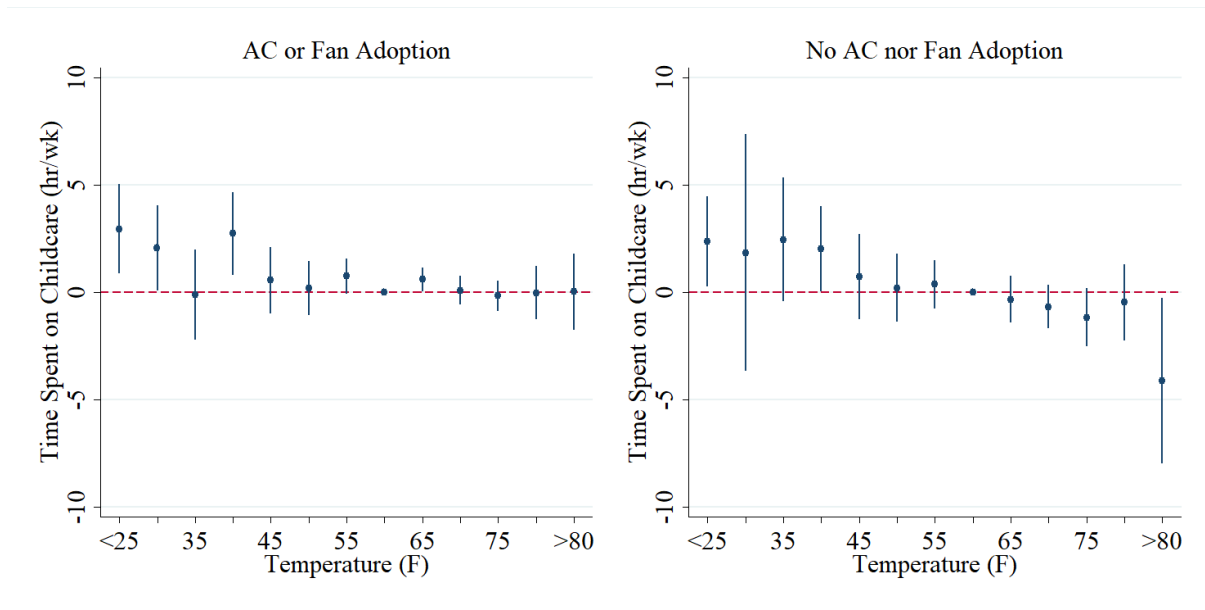 AC or Fan Adoption
Time Spent on Childcare (hr/wk)
10
5
0
-5
-10
<25 35 45 55 65 75 >80
Temperature (F)
No AC nor Fan Adoption
Time Spent on Childcare (hr/wk)
10
5
0
-5
-10
<25 35 45 55 65 75 >80
Temperature (F)